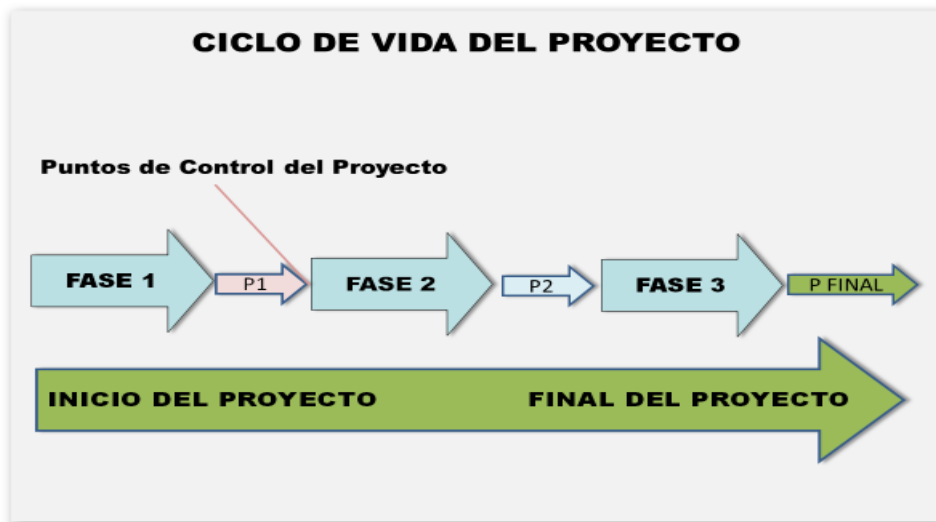 CICLO DE VIDA DEL PROYECTO
Puntos de Control del Proyecto
FASE 1
P1
FASE 2
P2
FASE 3
P FINAL
INICIO DEL PROYECTO
FINAL DEL PROYECTO